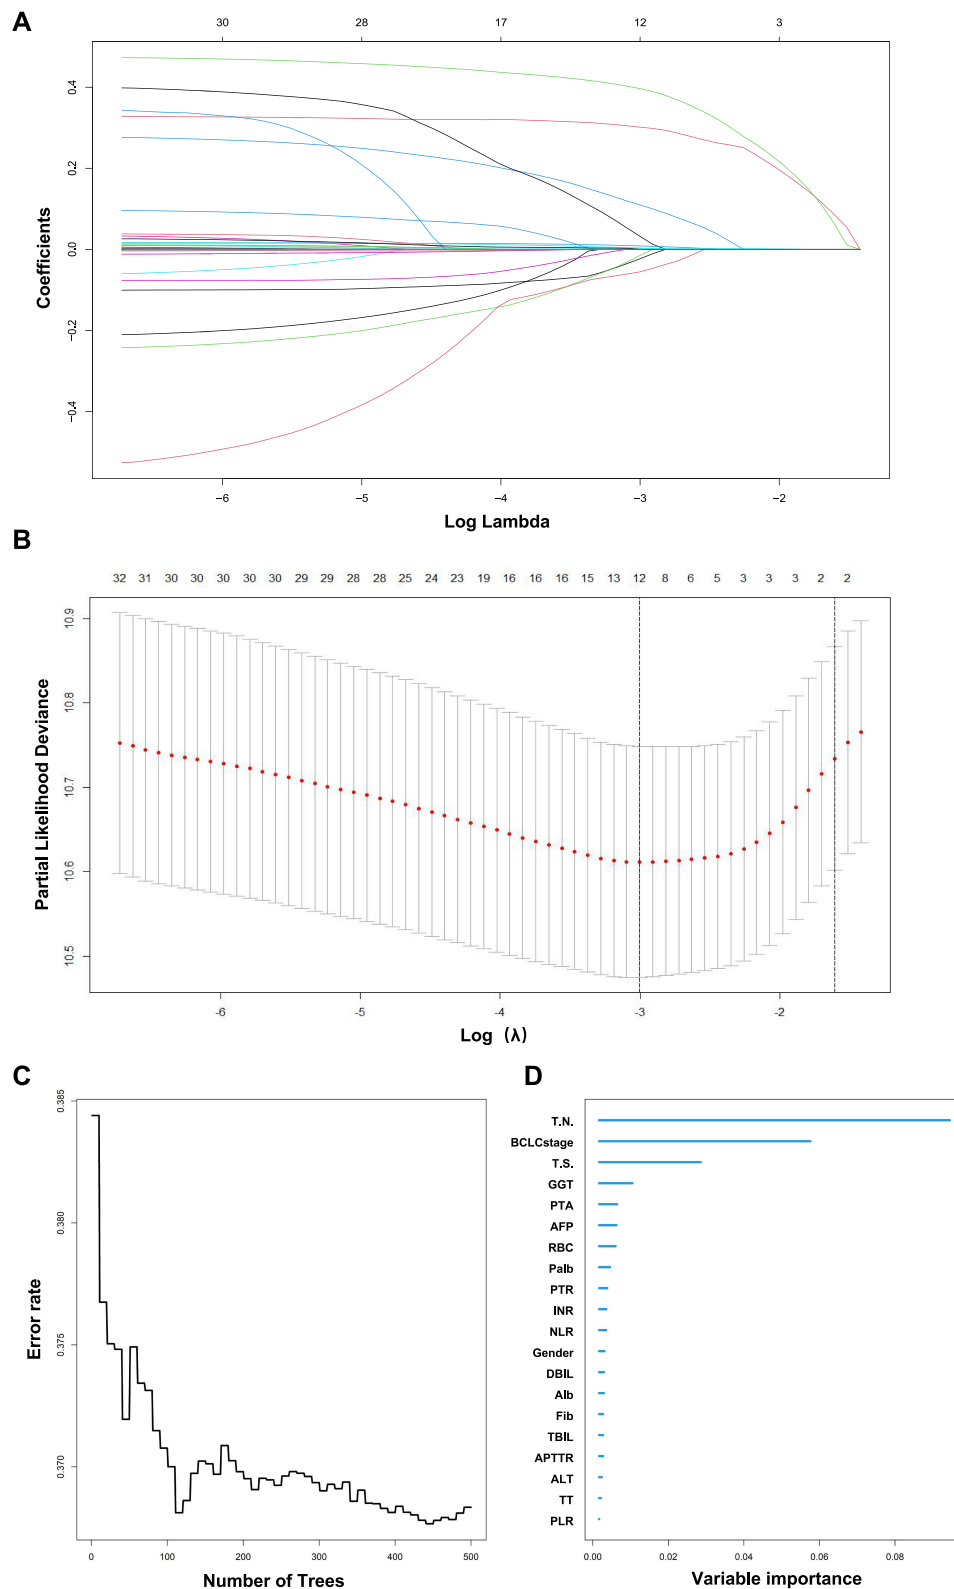 A
30 28 17 12 3
0.4
0.2
0.0
−0.2
−0.4
Coefficients
−6 −5 −4 −3 −2
Log Lambda
B
32 31 30 30 30 30 30 29 29 28 28 25 24 23 19 16 16 16 15 13 12 8 6 5 3 3 3 2 2
10.9
10.8
10.7
10.6
10.5
Partial Likelihood Deviance
-6 -5 -4 -3 -2
Log (λ)
C
0.385
0.380
0.375
0.370
Error rate
0 100 200 300 400 500
Number of Trees
D
T.N.
BCLCstage
T.S.
GGT
PTA
AFP
RBC
Palb
PTR
INR
NLR
Gender
DBIL
Alb
Fib
TBIL
APTTR
ALT
TT
PLR
0.00 0.02 0.04 0.06 0.08
Variable importance